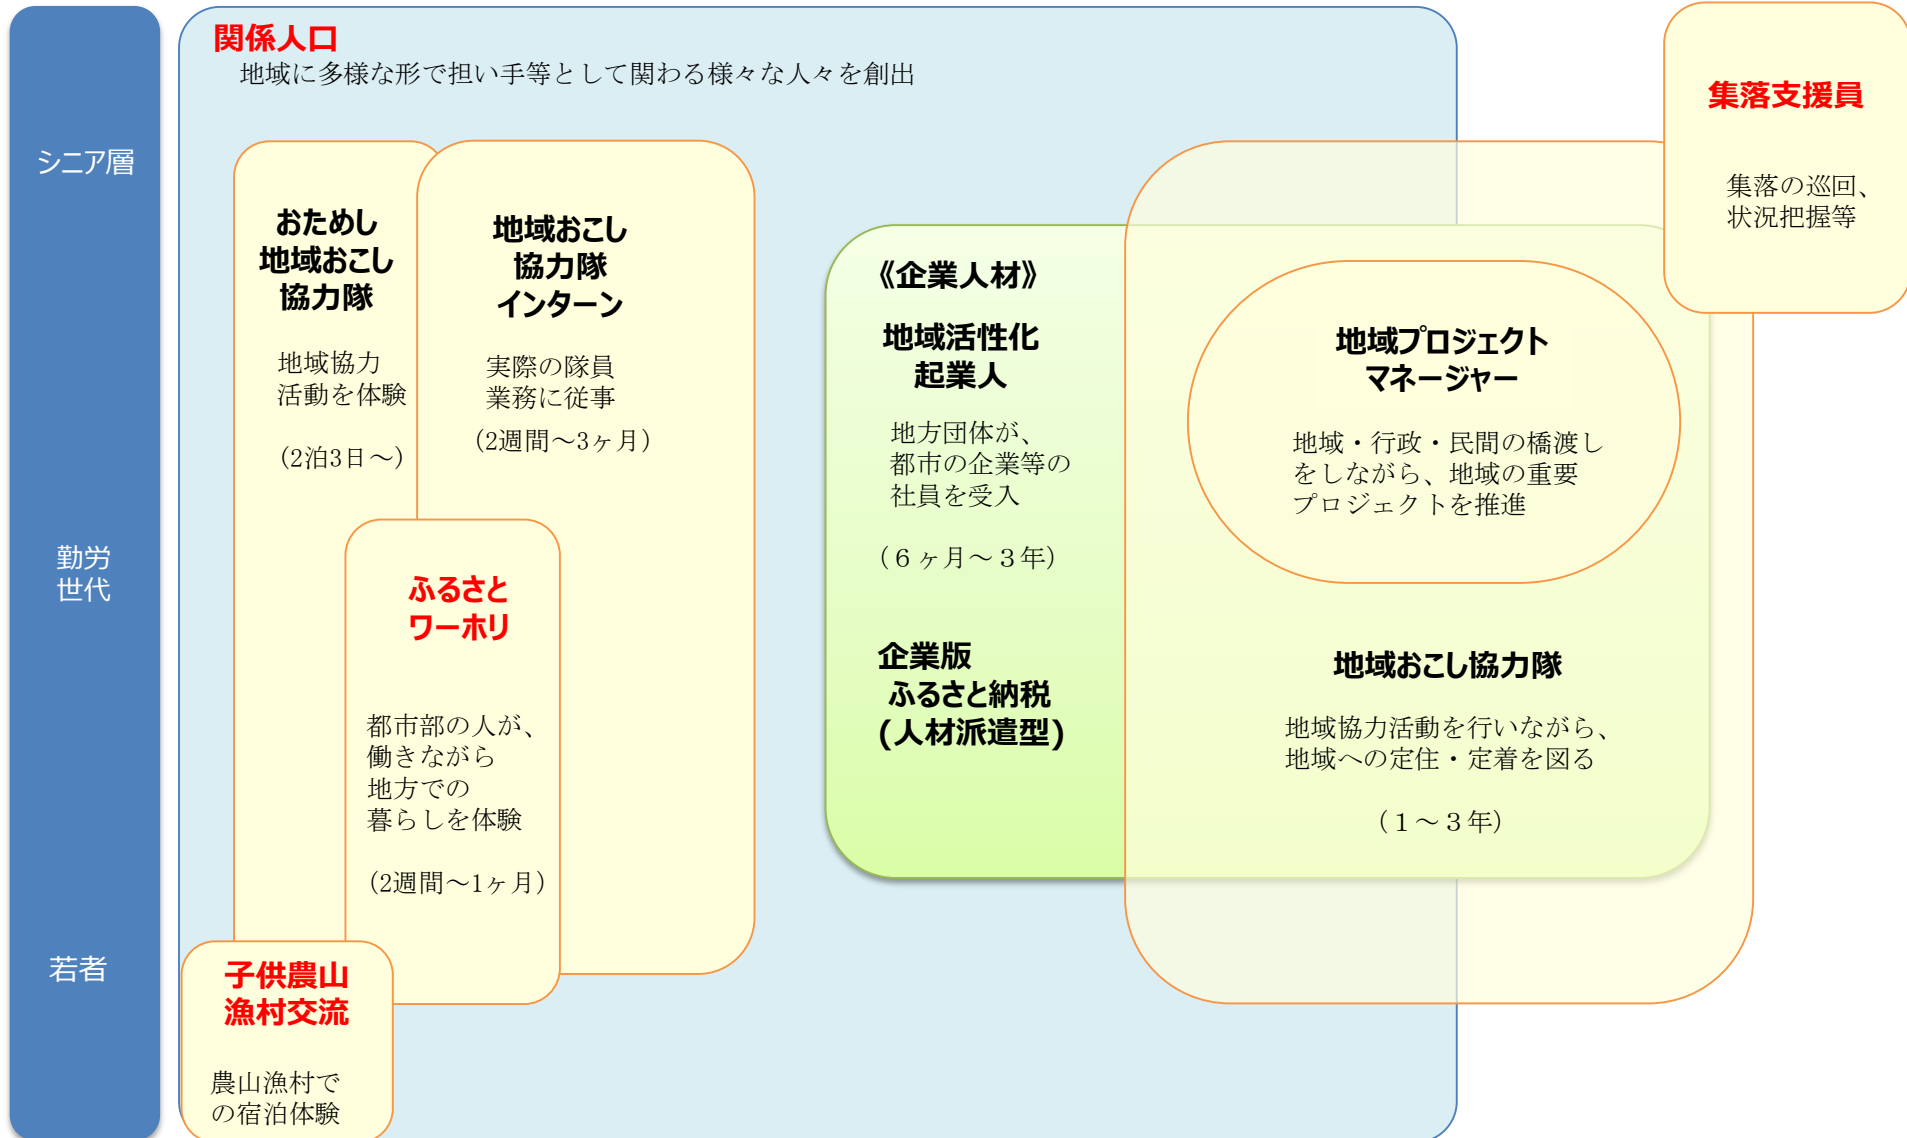 シニア層
勤労
世代
若者
関係人口
地域に多様な形で担い手等として関わる様々な人々を創出
おためし
地域おこし
協力隊
地域協力
活動を体験
（2泊3日～）
地域おこし
協力隊
インターン
実際の隊員
業務に従事
（2週間～3ヶ月）
ふるさと
ワーホリ
都市部の人が、
働きながら
地方での
暮らしを体験
（2週間～1ヶ月）
子供農山
漁村交流
農山漁村で
の宿泊体験
《企業人材》
地域活性化
起業人
地方団体が、
都市の企業等の
社員を受入
（６ヶ月～３年）
企業版
ふるさと納税
(人材派遣型)
地域プロジェクト
マネージャー
地域・行政・民間の橋渡し
をしながら、地域の重要
プロジェクトを推進
地域おこし協力隊
地域協力活動を行いながら、
地域への定住・定着を図る
（１～３年）
集落支援員
集落の巡回、
状況把握等